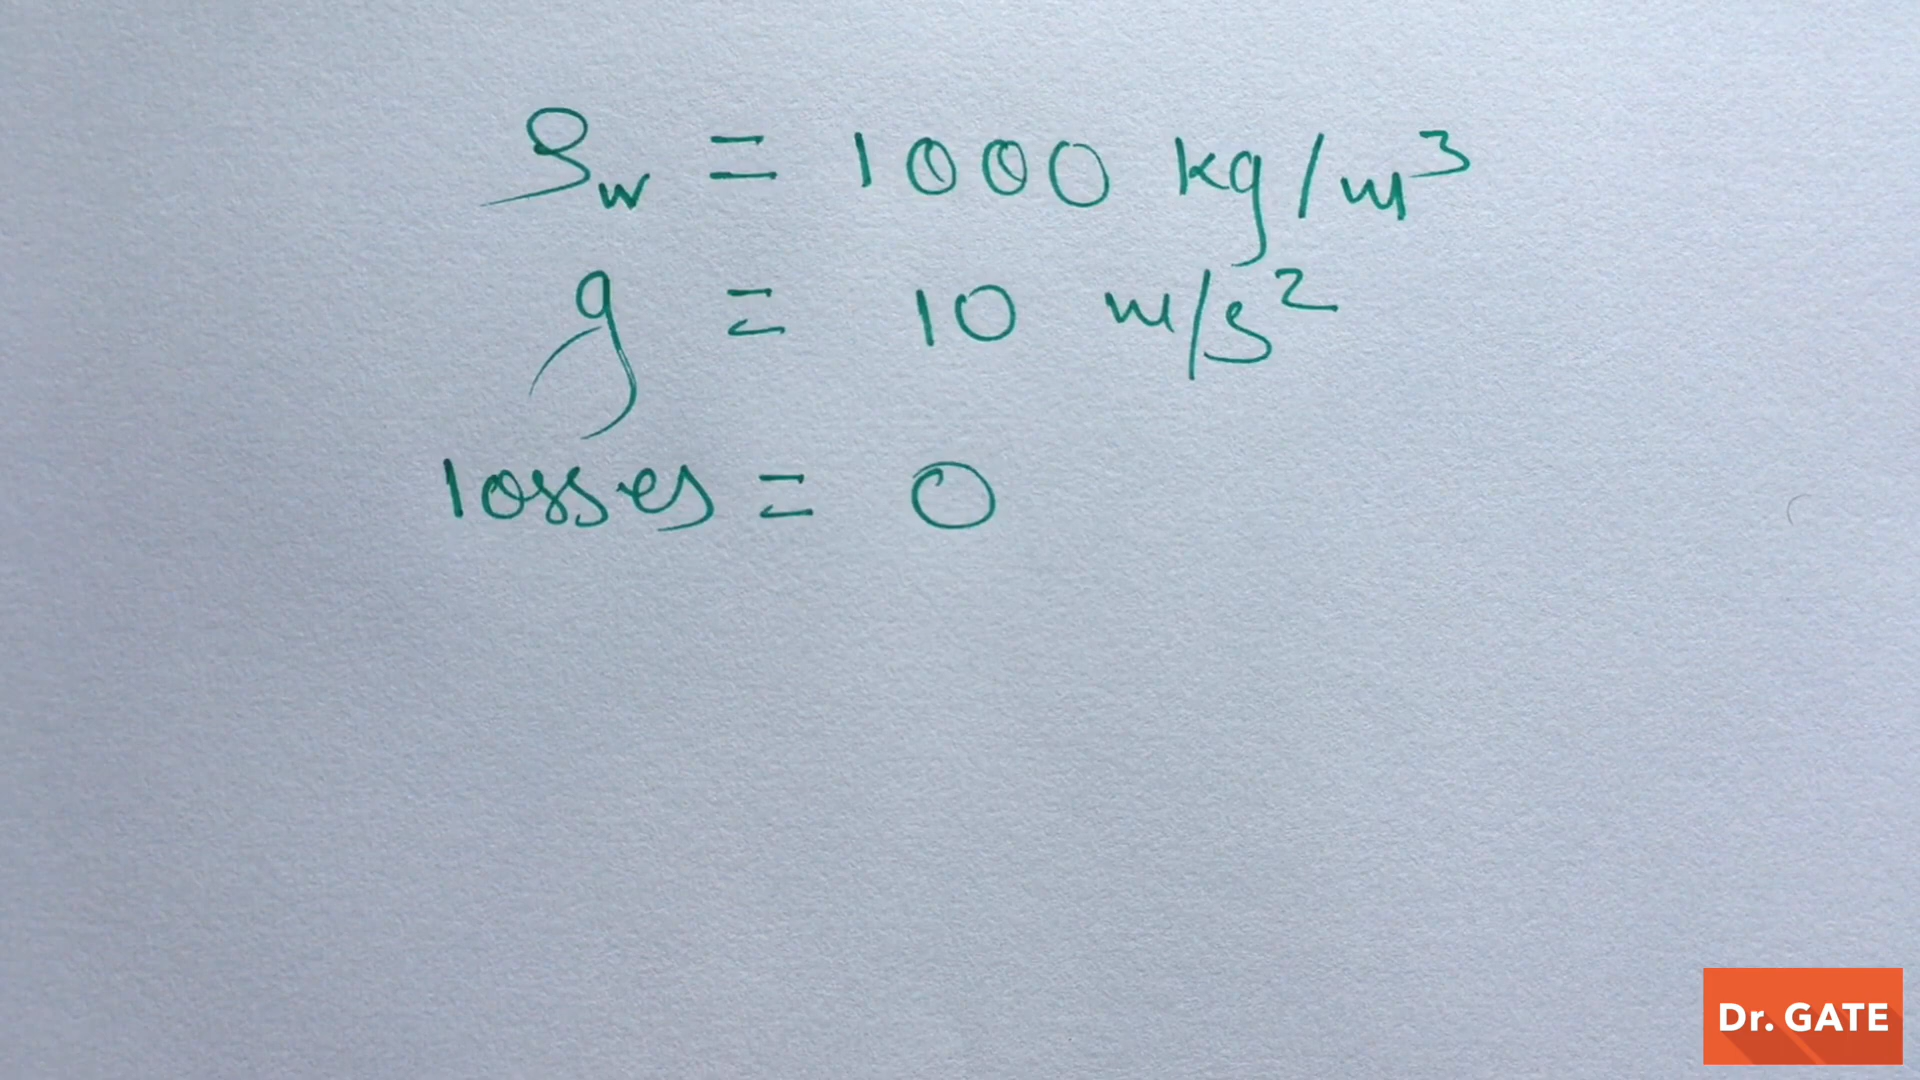 ρw = 1000 kg/m³
g = 10 m/s²
losses = 0
Dr. GATE